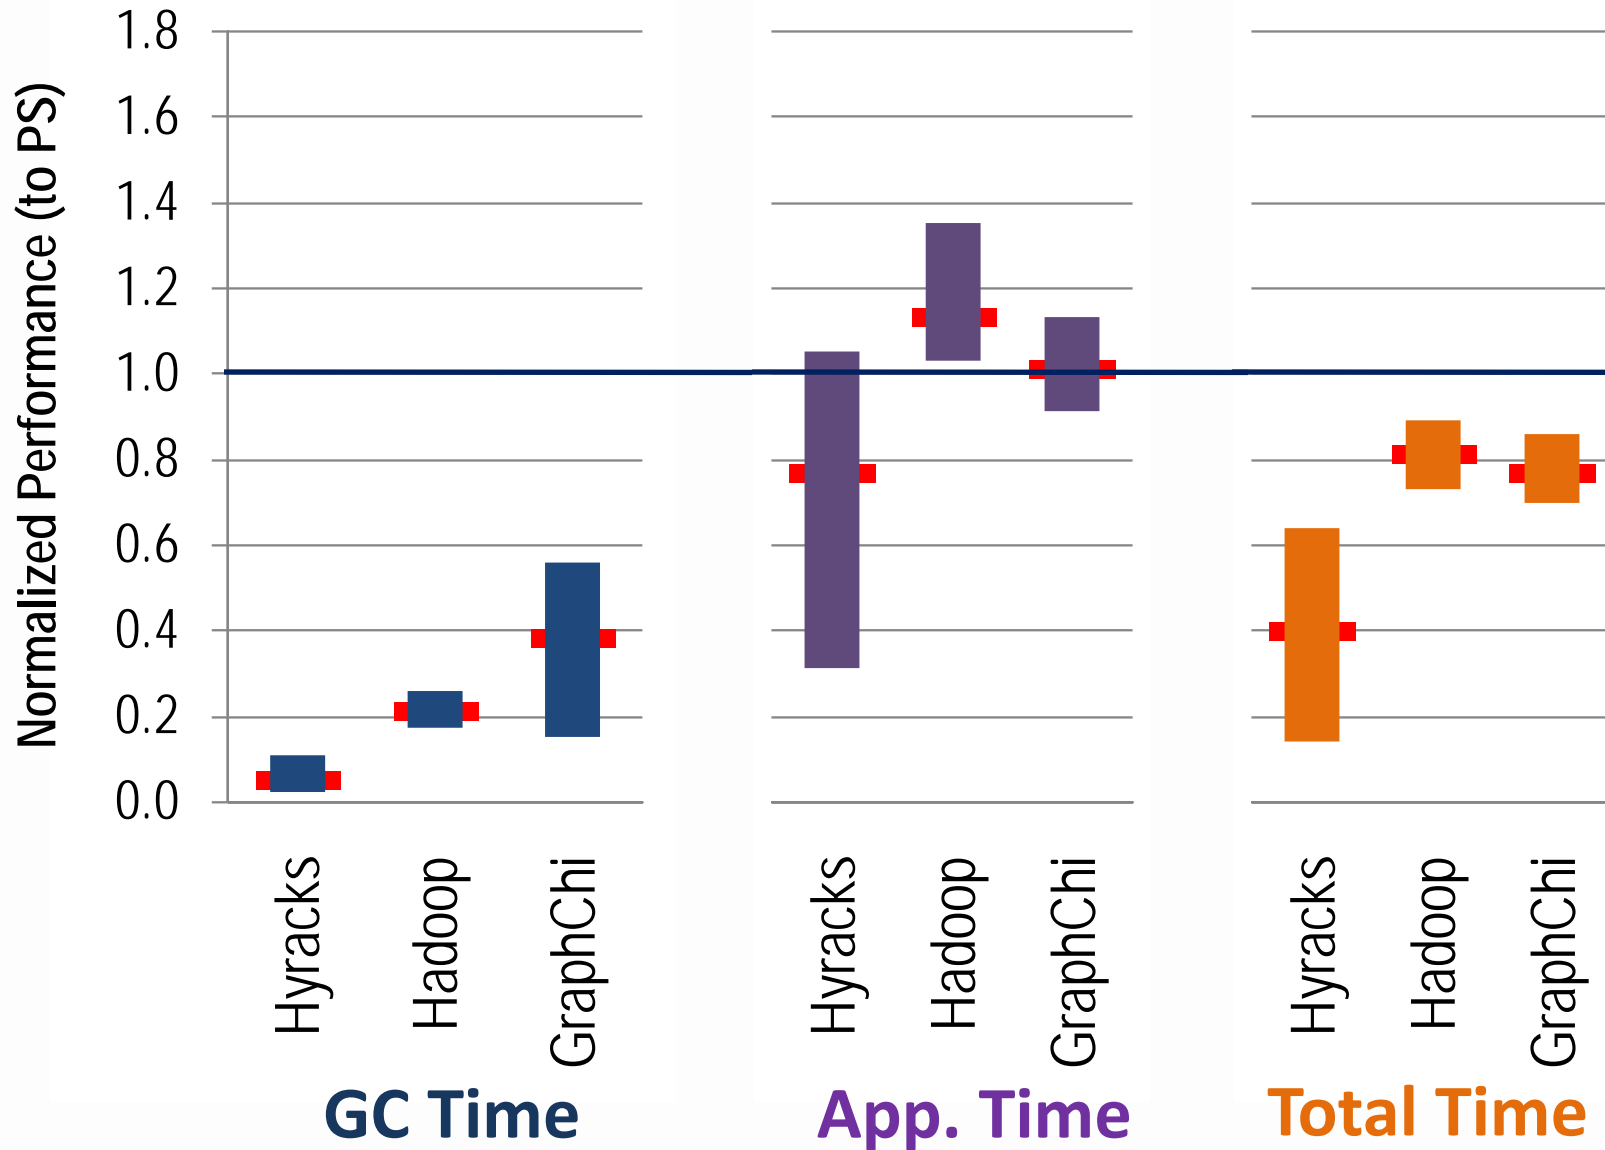 Normalized Performance (to PS)
1.8
1.6
1.4
1.2
1.0
0.8
0.6
0.4
0.2
0.0
Hyracks
Hadoop
GraphChi
Hyracks
Hadoop
GraphChi
Hyracks
Hadoop
GraphChi
GC Time
App. Time
Total Time